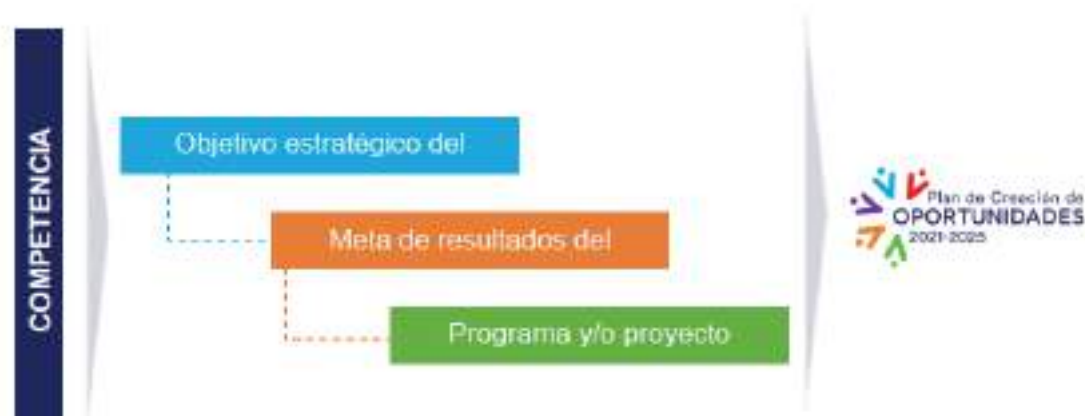 COMPETENCIA
Objetivo estratégico del
Meta de resultados del
Programa y/o proyecto
Plan de Creación de
OPORTUNIDADES
2021-2025